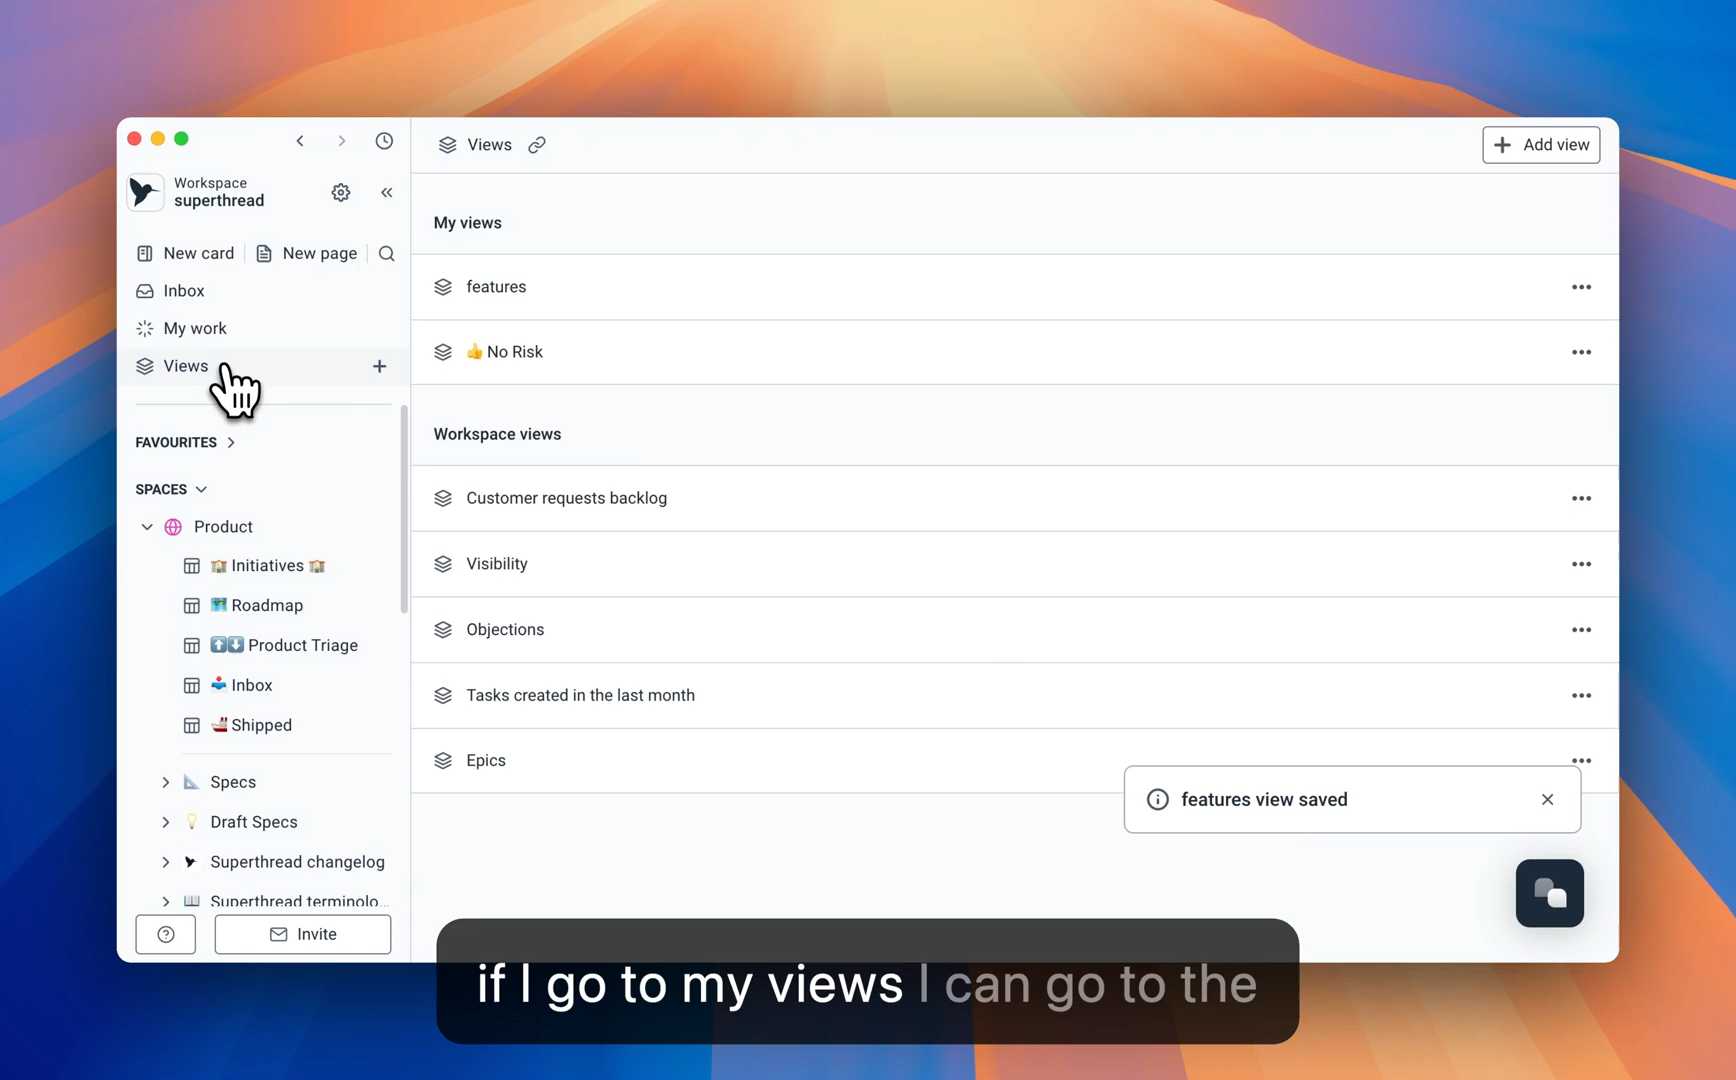 Workspace
superthread
New card
New page
Inbox
My work
Views
FAVOURITES
SPACES
Product
Initiatives
Roadmap
Product Triage
Inbox
Shipped
Specs
Draft Specs
Superthread changelog
Superthread terminolo...
Invite
Views
Add view
My views
features
No Risk
Workspace views
Customer requests backlog
Visibility
Objections
Tasks created in the last month
Epics
features view saved
if I go to my views I can go to the